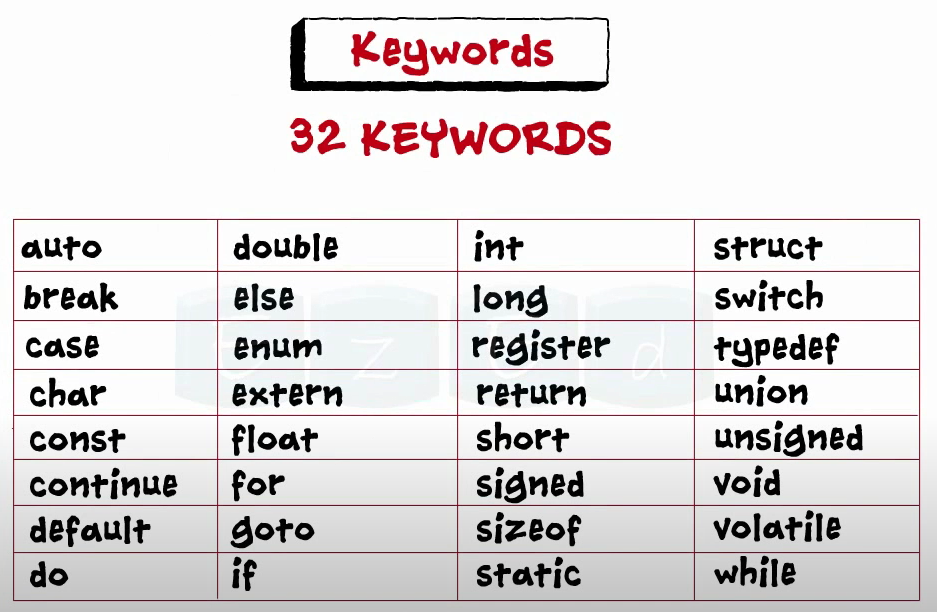 Keywords
32 KEYWORDS
auto double int struct
break else long switch
case enum register typedef
char extern return union
const float short unsigned
continue for signed void
default goto sizeof volatile
do if static while